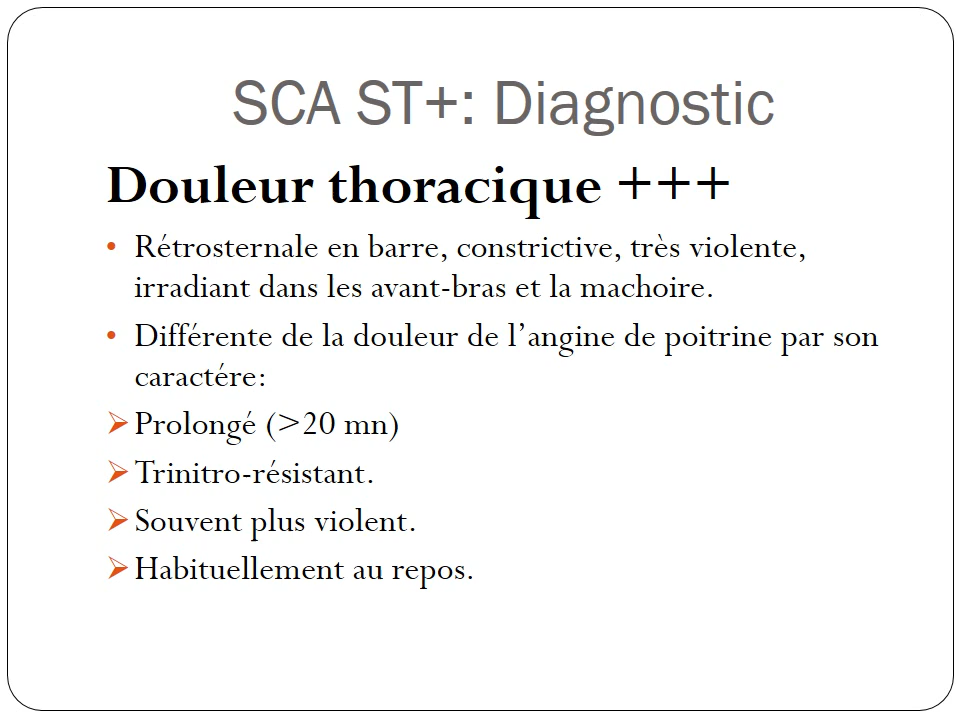 SCA ST+: Diagnostic
Douleur thoracique +++
• Rétrosternale en barre, constrictive, très violente,
irradiant dans les avant-bras et la machoire.
• Différente de la douleur de l’angine de poitrine par son
caractére:
➢ Prolongé (>20 mn)
➢ Trinitro-résistant.
➢ Souvent plus violent.
➢ Habituellement au repos.